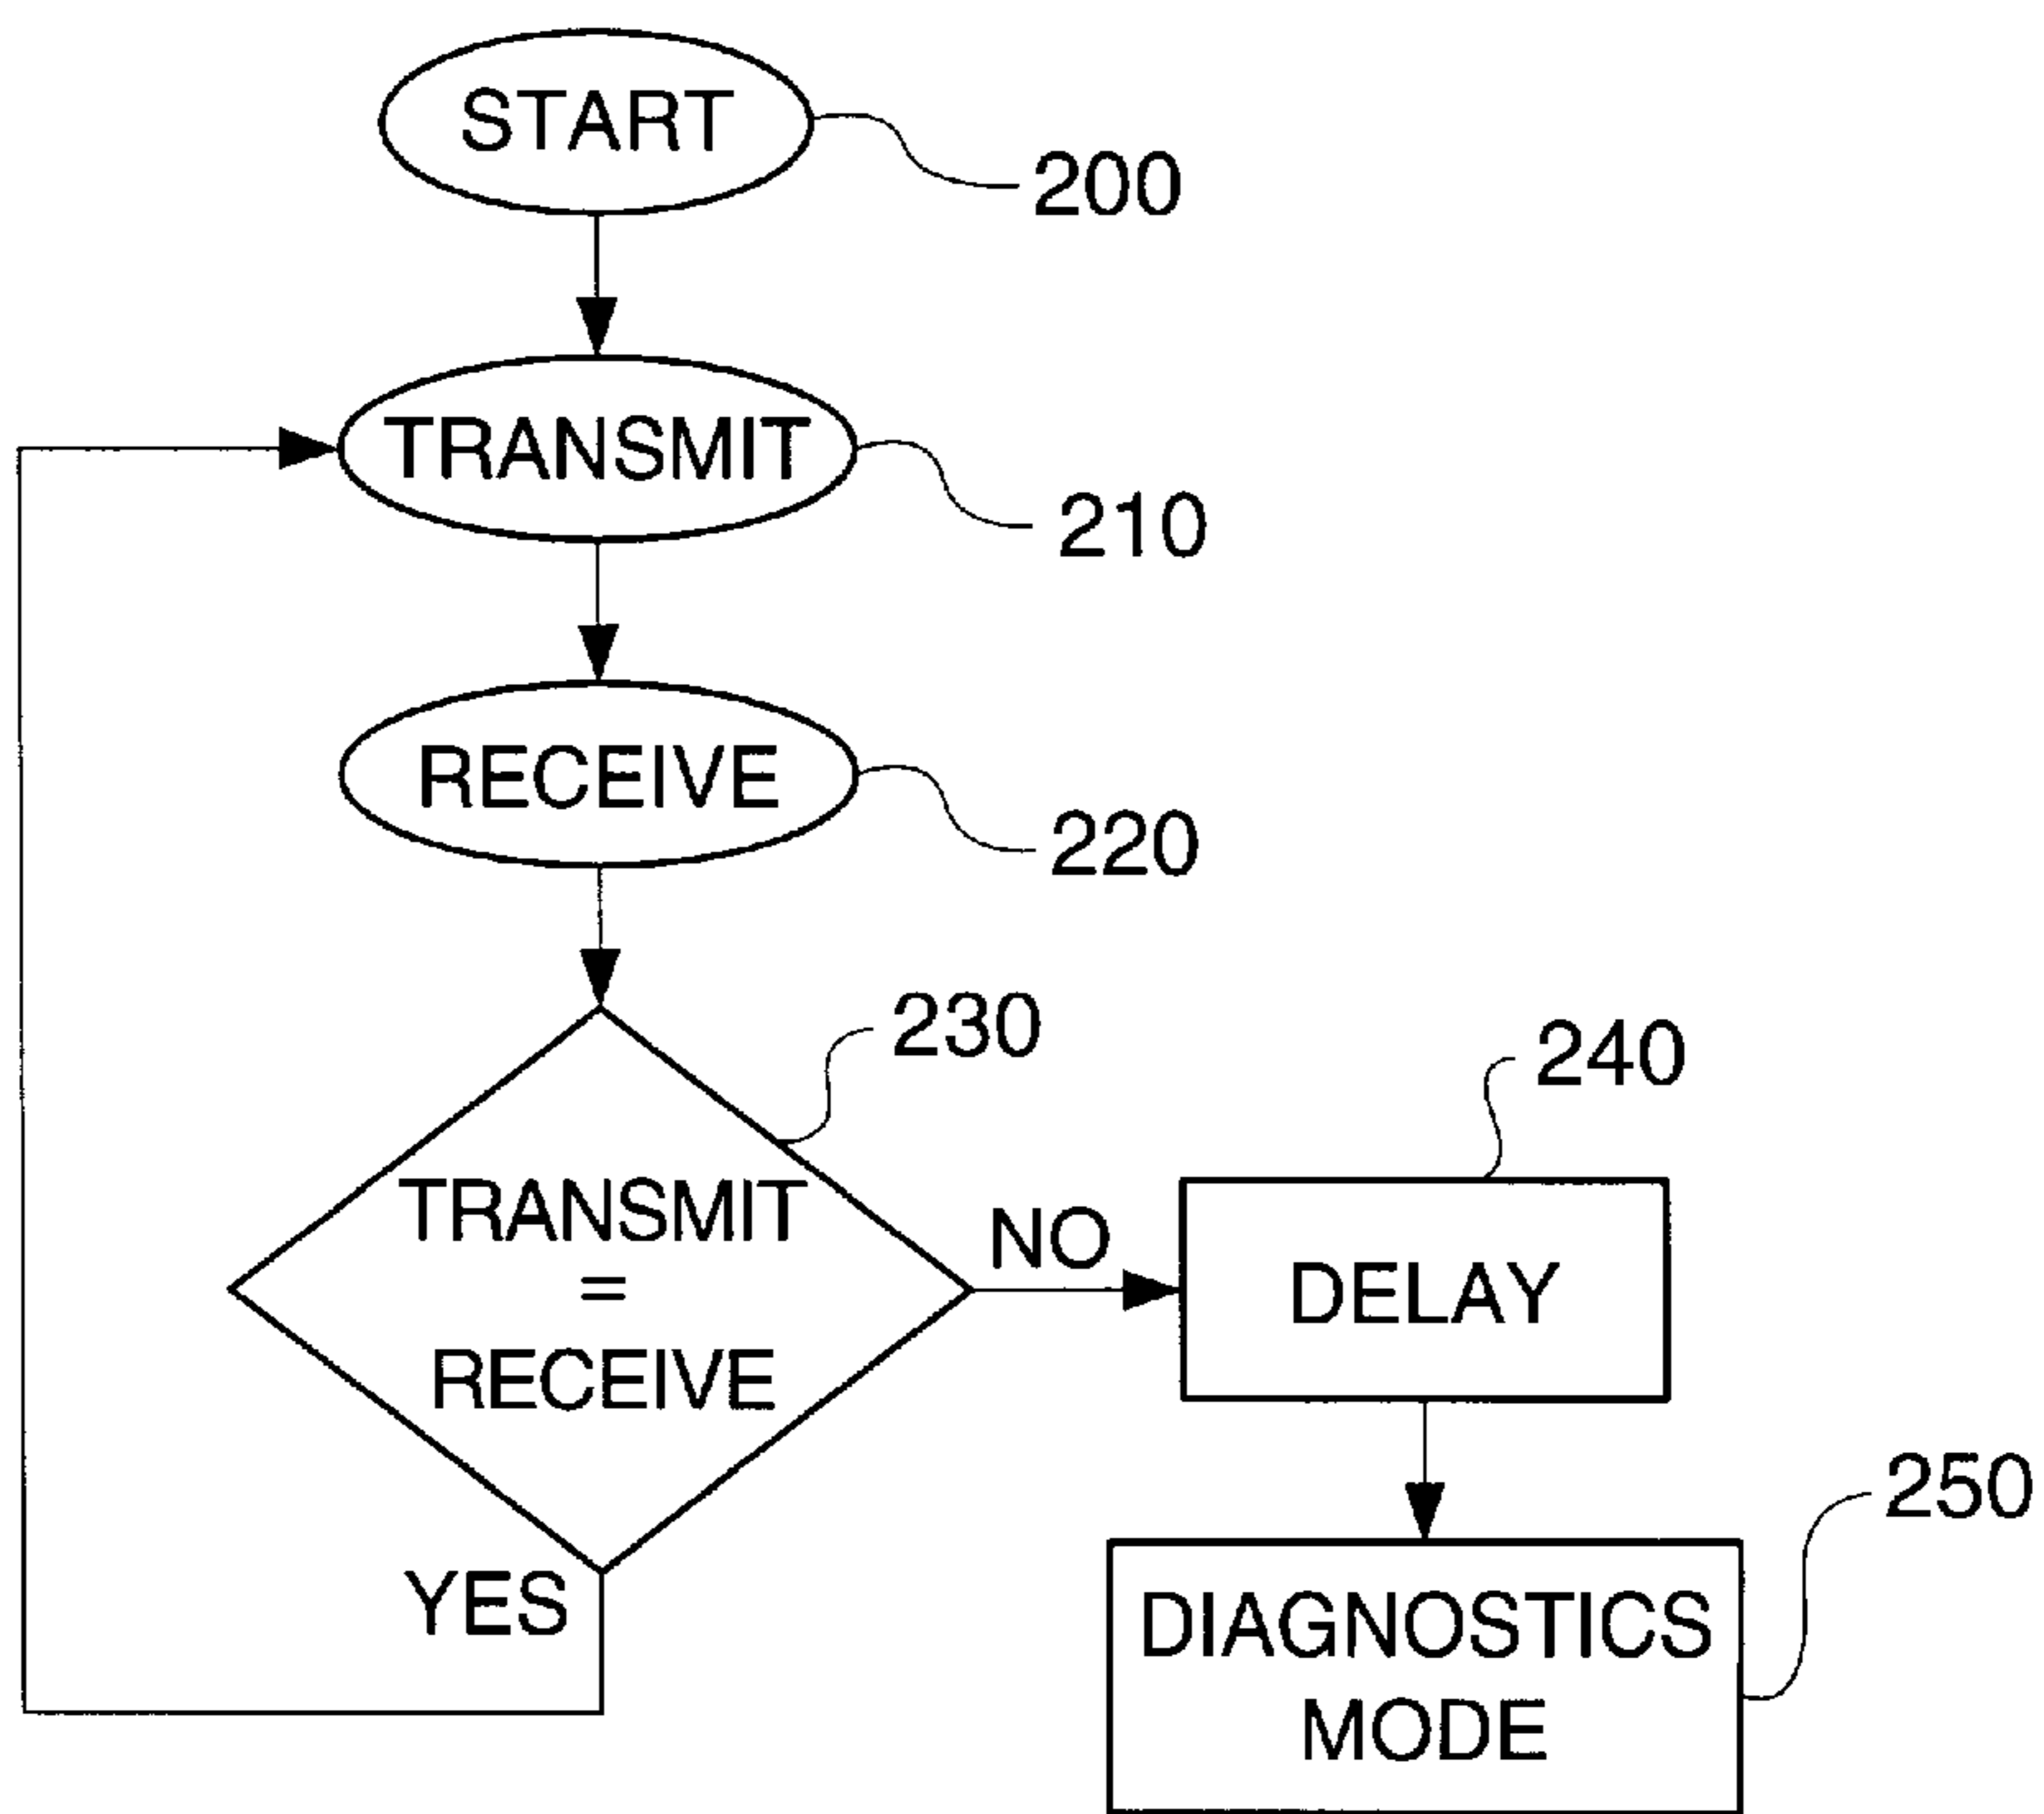 START
200
TRANSMIT
210
RECEIVE
220
230
TRANSMIT
=
RECEIVE
NO
YES
240
DELAY
250
DIAGNOSTICS
MODE